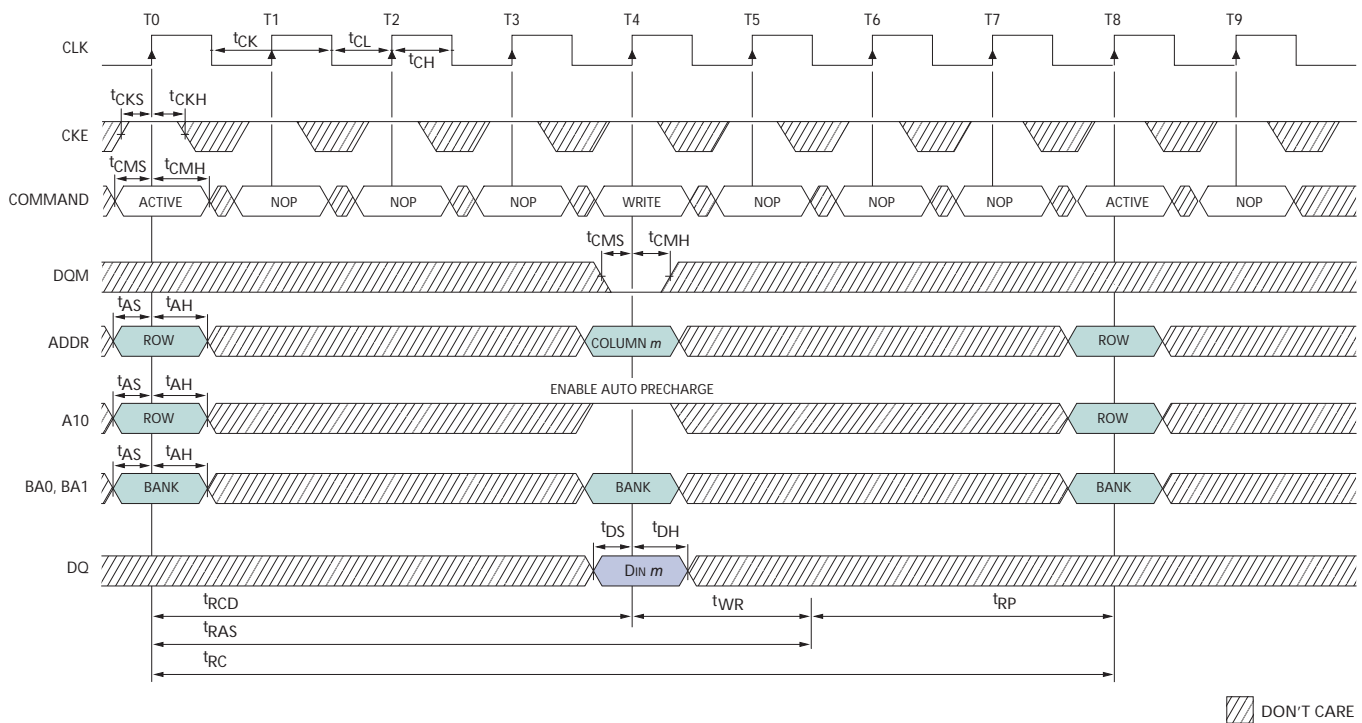 T0 T1 T2 T3 T4 T5 T6 T7 T8 T9
CLK tCK tCL tCH
tCKS tCKH
CKE
tCMS tCMH
COMMAND ACTIVE NOP NOP NOP WRITE NOP NOP NOP ACTIVE NOP
tCMS tCMH
DQM
tAS tAH
ADDR ROW COLUMN m ROW
tAS tAH ENABLE AUTO PRECHARGE
A10 ROW ROW
tAS tAH
BA0, BA1 BANK BANK BANK
tDS tDH
DQ DIN m
tRCD tWR tRP
tRAS
tRC
DON'T CARE